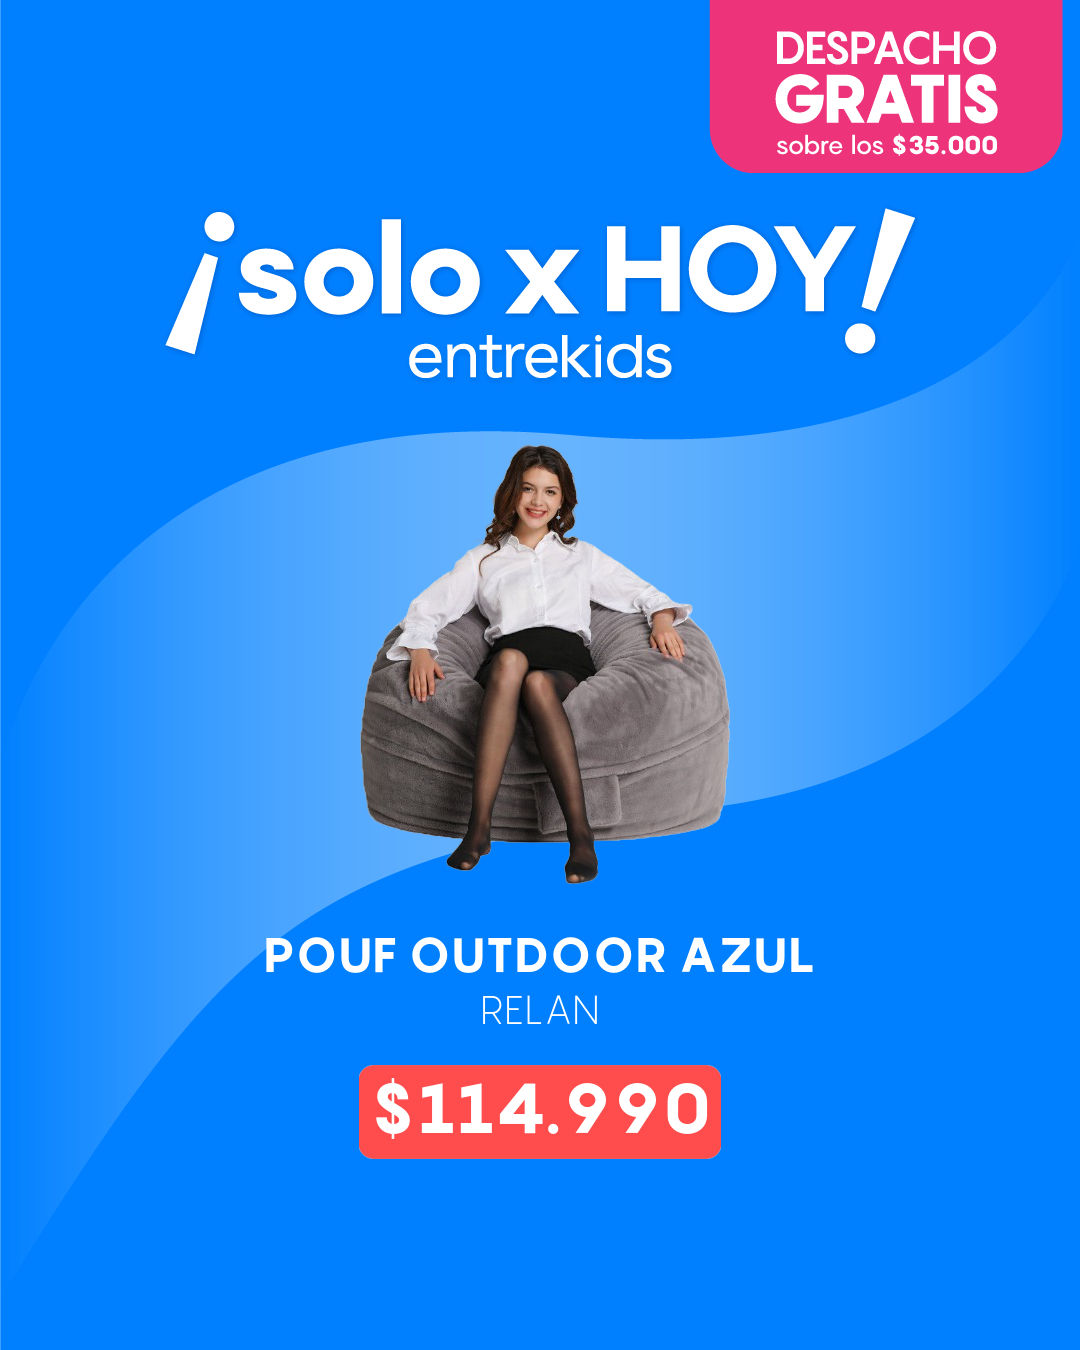 DESPACHO
GRATIS
sobre los $35.000
¡solo x HOY!
entrekids
POUF OUTDOOR AZUL
RELAN
$114.990